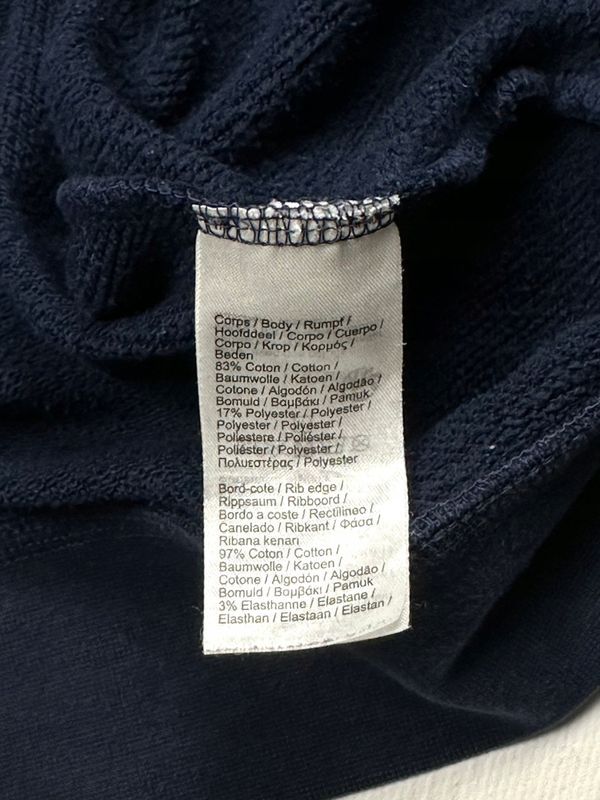 Corps / Body / Rumpf /
Hoofddeel / Corpo / Cuerpo /
Corpo / Krop / Κορμός /
Beden
83% Coton / Cotton /
Baumwolle / Katoen /
Cotone / Algodón / Algodão /
Bomuld / Βαμβάκι / Pamuk
17% Polyester / Polyester /
Polyester / Polyester /
Poliestere / Poliéster /
Poliéster / Polyester /
Πολυεστέρας / Polyester
Bord-cote / Rib edge /
Rippsaum / Ribboord /
Bordo a coste / Rectilineo /
Canelado / Ribkant / Φάσα /
Ribana kenarı
97% Coton / Cotton /
Baumwolle / Katoen /
Cotone / Algodón / Algodão /
Bomuld / Βαμβάκι / Pamuk
3% Elasthanne / Elastane /
Elasthan / Elastaan / Elastan /